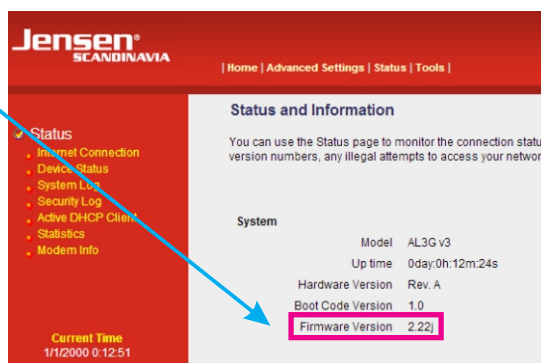 Jensen®
SCANDINAVIA
| Home | Advanced Settings | Status | Tools |
Status
Internet Connection
Device Status
System Log
Security Log
Active DHCP Client
Statistics
Modem Info
Current Time
1/1/2000 0:12:51
Status and Information
You can use the Status page to monitor the connection statu
version numbers, any illegal attempts to access your networ
System
Model AL3G v3
Up time 0day:0h:12m:24s
Hardware Version Rev. A
Boot Code Version 1.0
Firmware Version 2.22j